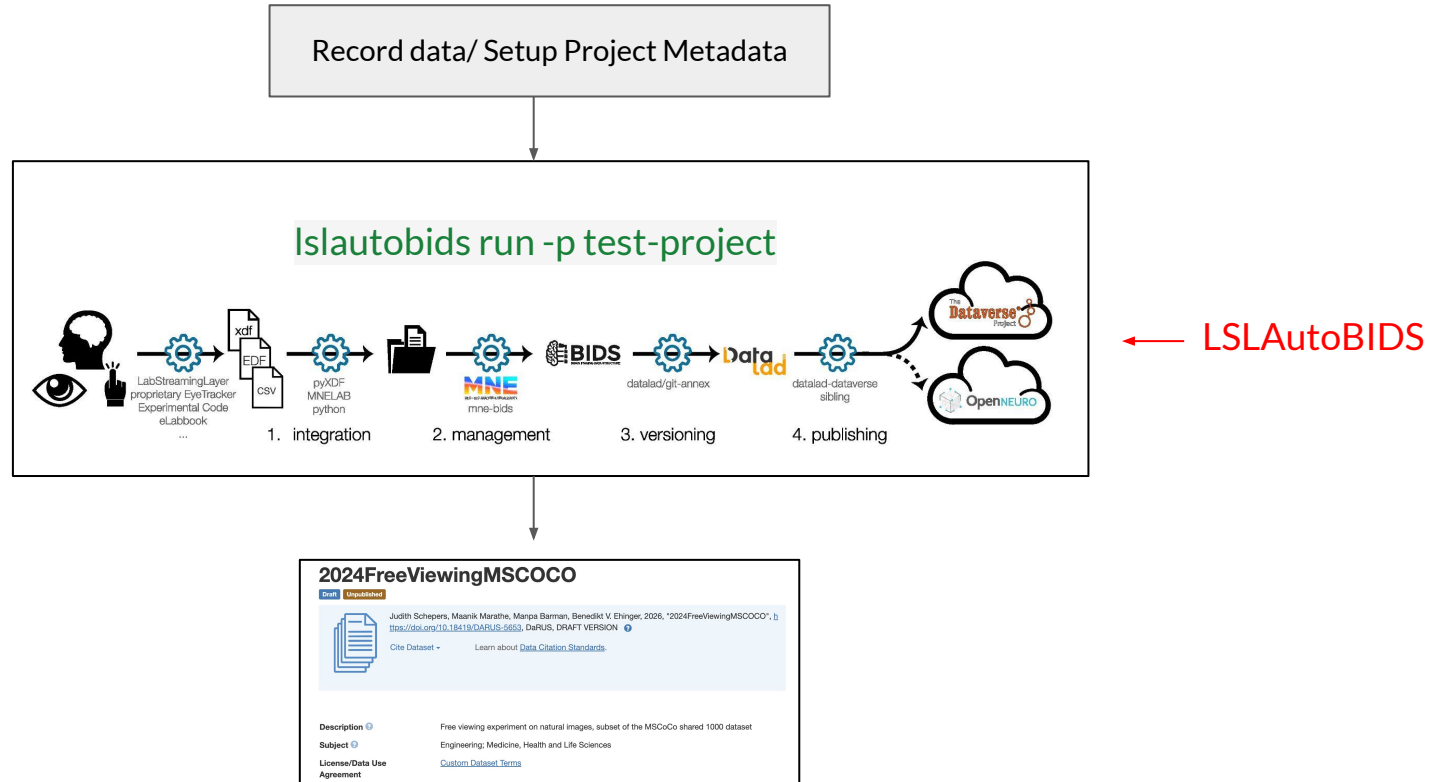 Record data/ Setup Project Metadata
lslautobids run -p test-project
The
Dataverse
Project
xdf
EDF
CSV
BIDS
Data
lad
MNE
OpenNEURO
LabStreamingLayer
proprietary EyeTracker
Experimental Code
eLabbook
...
pyXDF
MNELAB
python
mne-bids
datalad/git-annex
datalad-dataverse
sibling
1. integration
2. management
3. versioning
4. publishing
LSLAutoBIDS
2024FreeViewingMSCOCO
Draft Unpublished
Judith Schepers, Maanik Marathe, Manpa Barman, Benedikt V. Ehinger, 2026, "2024FreeViewingMSCOCO", h
ttps://doi.org/10.18419/DARUS-5653, DaRUS, DRAFT VERSION ?
Cite Dataset Learn about Data Citation Standards.
Description ? Free viewing experiment on natural images, subset of the MSCoCo shared 1000 dataset
Subject ? Engineering; Medicine, Health and Life Sciences
License/Data Use Custom Dataset Terms
Agreement